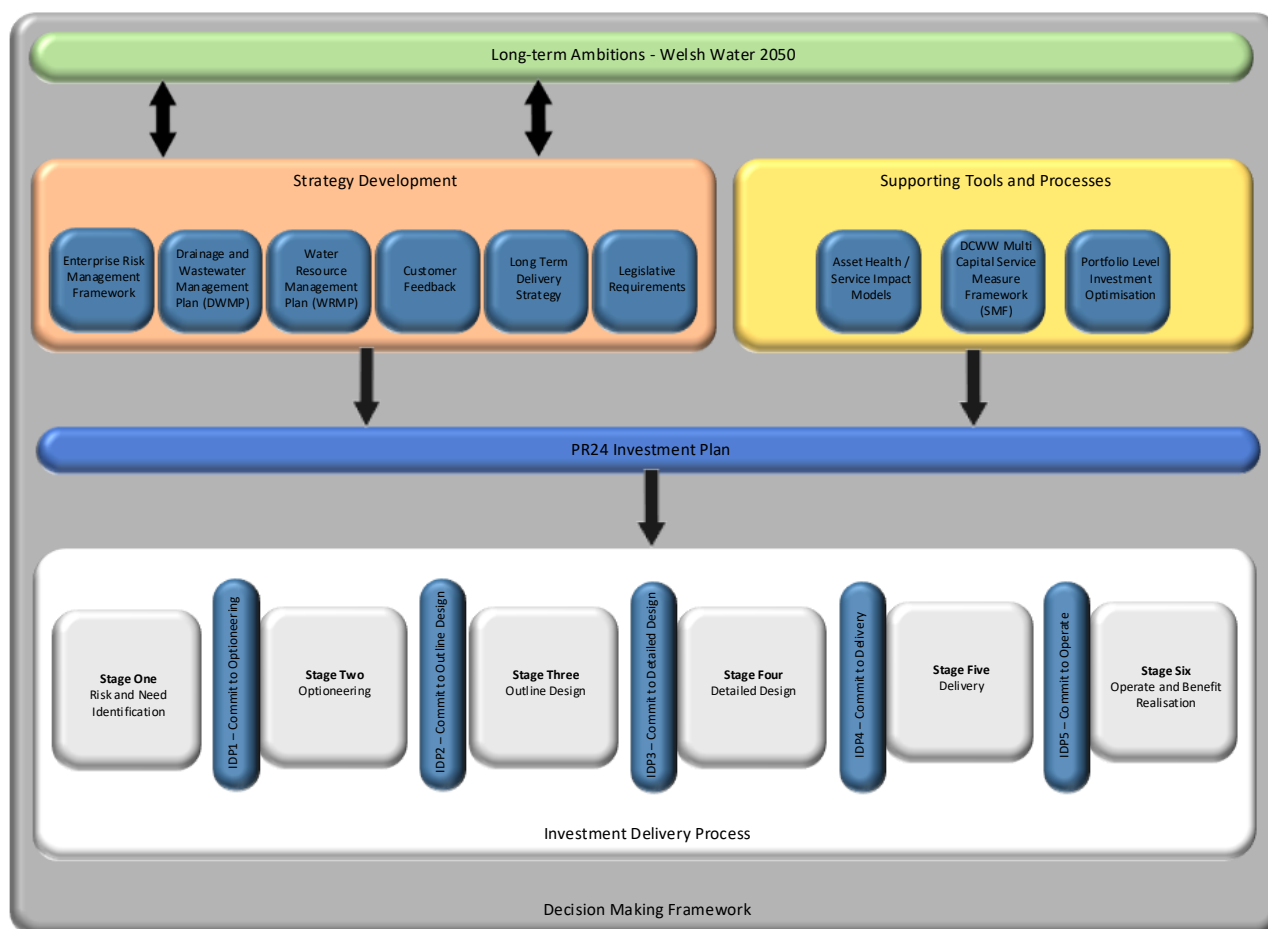 Long-term Ambitions - Welsh Water 2050
Strategy Development
Enterprise Risk
Management
Framework
Drainage and
Wastewater
Management
Plan (DWMP)
Water
Resource
Management
Plan (WRMP)
Customer
Feedback
Long Term
Delivery
Strategy
Legislative
Requirements
Supporting Tools and Processes
Asset Health /
Service Impact
Models
DCWW Multi
Capital Service
Measure
Framework
(SMF)
Portfolio Level
Investment
Optimisation
PR24 Investment Plan
Stage One
Risk and Need
Identification
IDP1 – Commit to Optioneering
Stage Two
Optioneering
IDP2 – Commit to Outline Design
Stage Three
Outline Design
IDP3 – Commit to Detailed Design
Stage Four
Detailed Design
IDP4 – Commit to Delivery
Stage Five
Delivery
IDP5 – Commit to Operate
Stage Six
Operate and Benefit
Realisation
Investment Delivery Process
Decision Making Framework